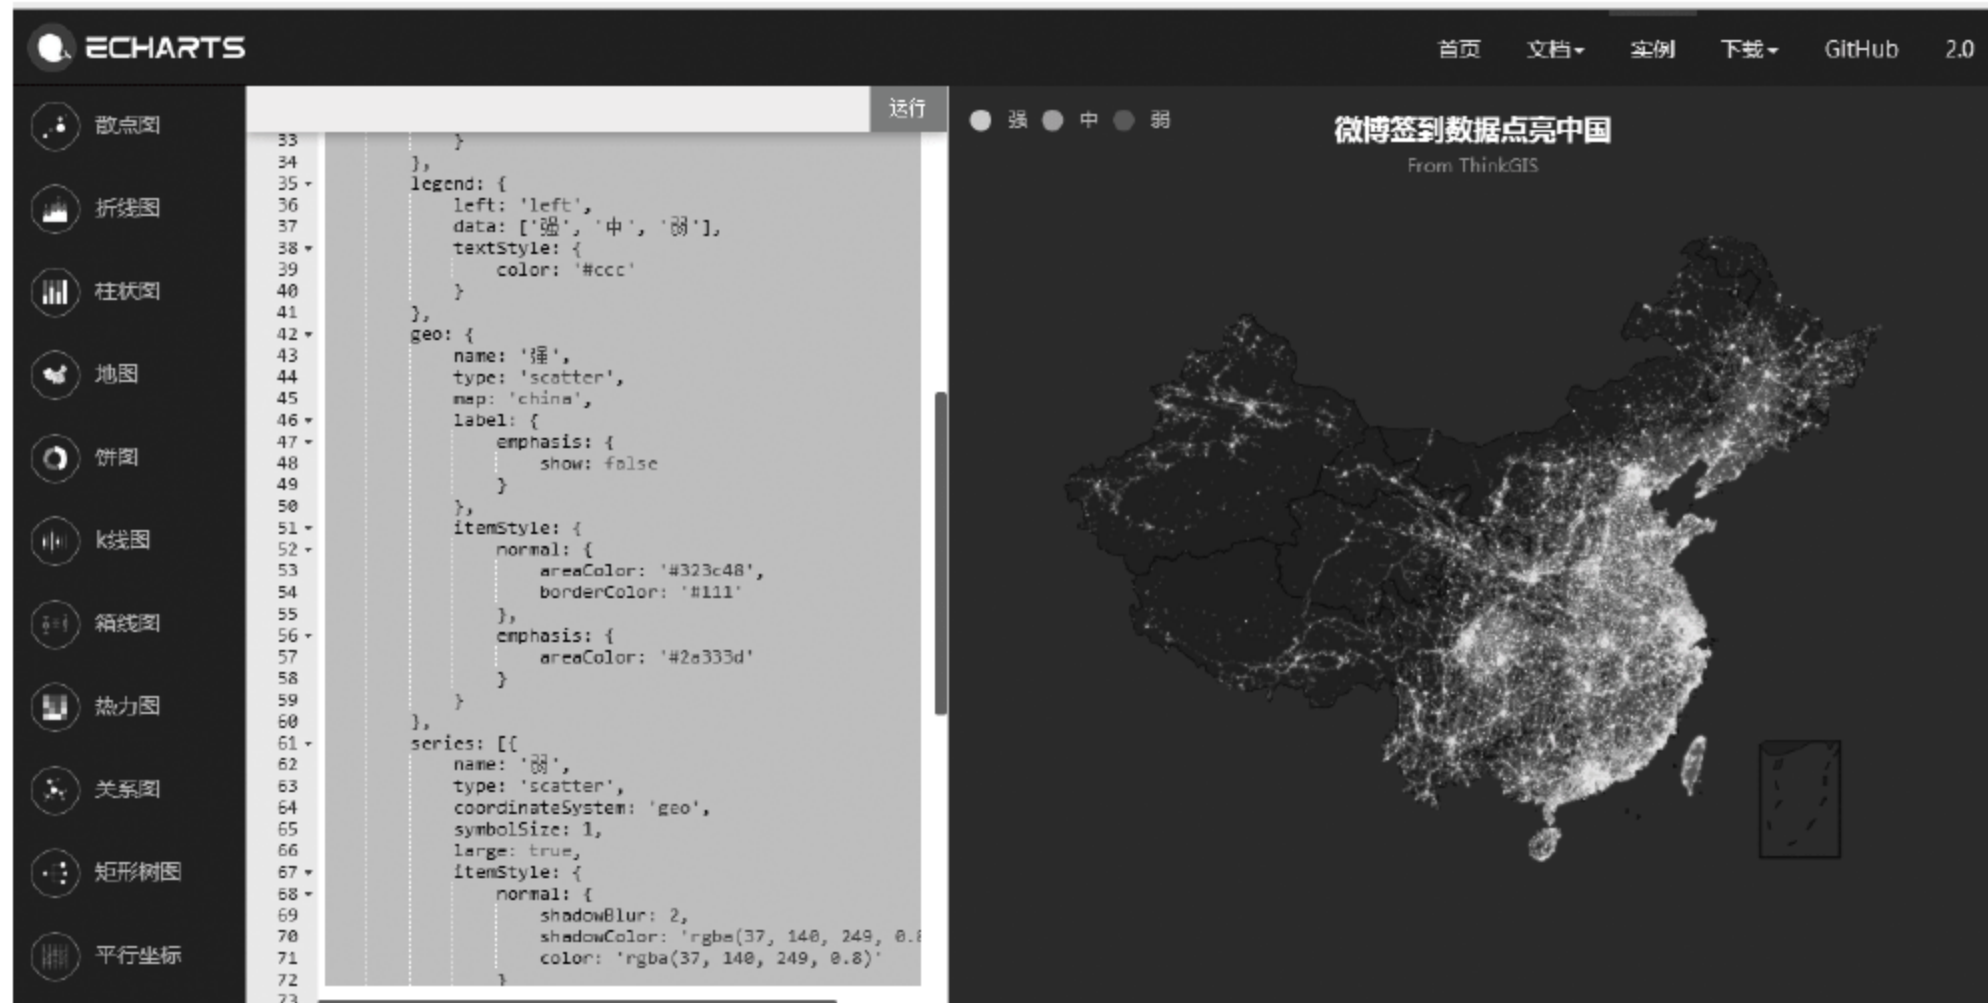 ECHARTS
首页 文档 实例 下载 GitHub 2.0
散点图
折线图
柱状图
地图
饼图
k线图
箱线图
热力图
关系图
矩形树图
平行坐标
运行
33 }
34 },
35 legend: {
36 left: 'left',
37 data: ['强', '中', '弱'],
38 textStyle: {
39 color: '#ccc'
40 }
41 },
42 geo: {
43 name: '强',
44 type: 'scatter',
45 map: 'china',
46 label: {
47 emphasis: {
48 show: false
49 }
50 },
51 itemStyle: {
52 normal: {
53 areaColor: '#323c48',
54 borderColor: '#111'
55 },
56 emphasis: {
57 areaColor: '#2a333d'
58 }
59 }
60 },
61 series: [{
62 name: '弱',
63 type: 'scatter',
64 coordinateSystem: 'geo',
65 symbolSize: 1,
66 large: true,
67 itemStyle: {
68 normal: {
69 shadowBlur: 2,
70 shadowColor: 'rgba(37, 140, 249, 0.8
71 color: 'rgba(37, 140, 249, 0.8)'
72 }
73
强 中 弱
微博签到数据点亮中国
From ThinkGIS